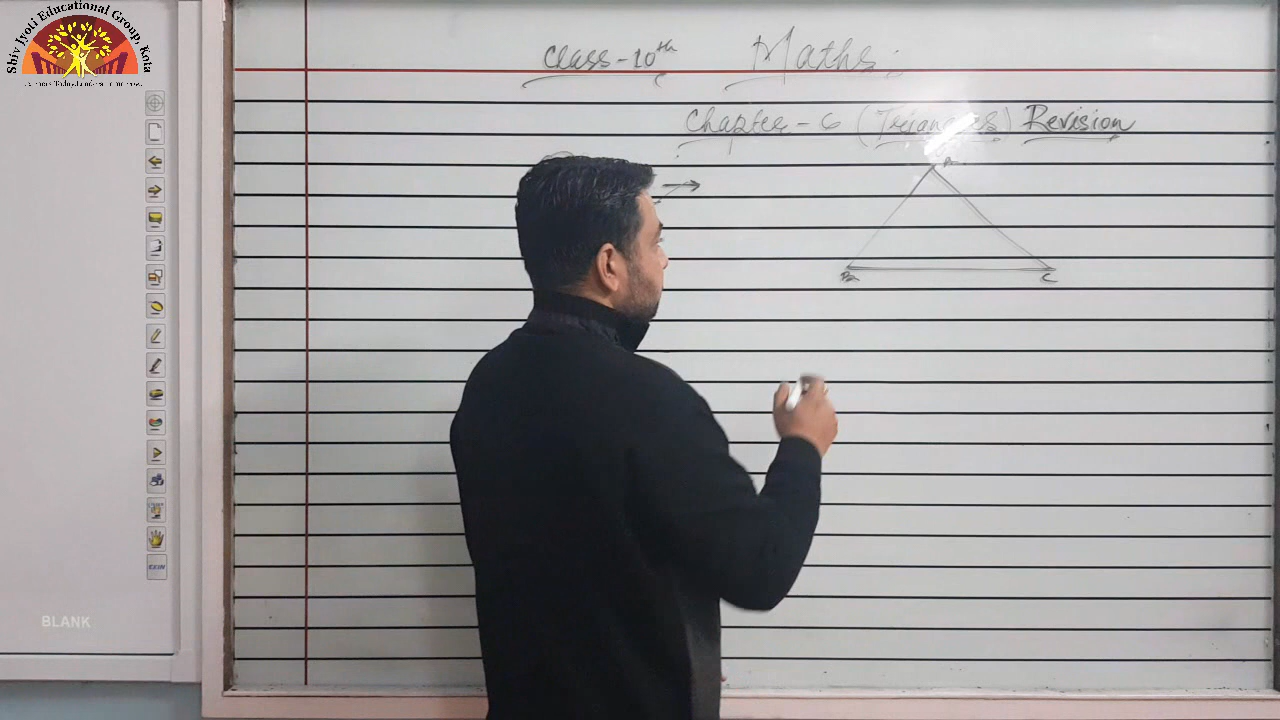 Shiv Jyoti Educational Group, Kota
Class-10th Maths
Chapter - 6 (Triangles) Revision
A
B C
BLANK